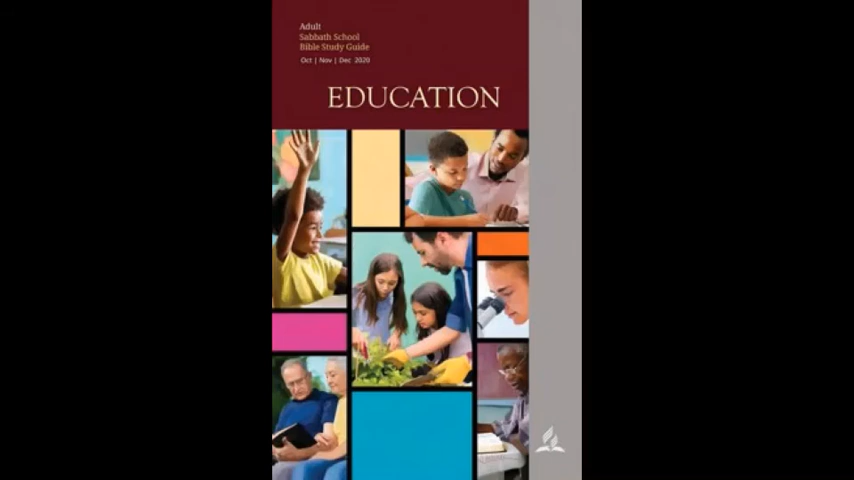 Adult
Sabbath School
Bible Study Guide
Oct | Nov | Dec 2020
EDUCATION